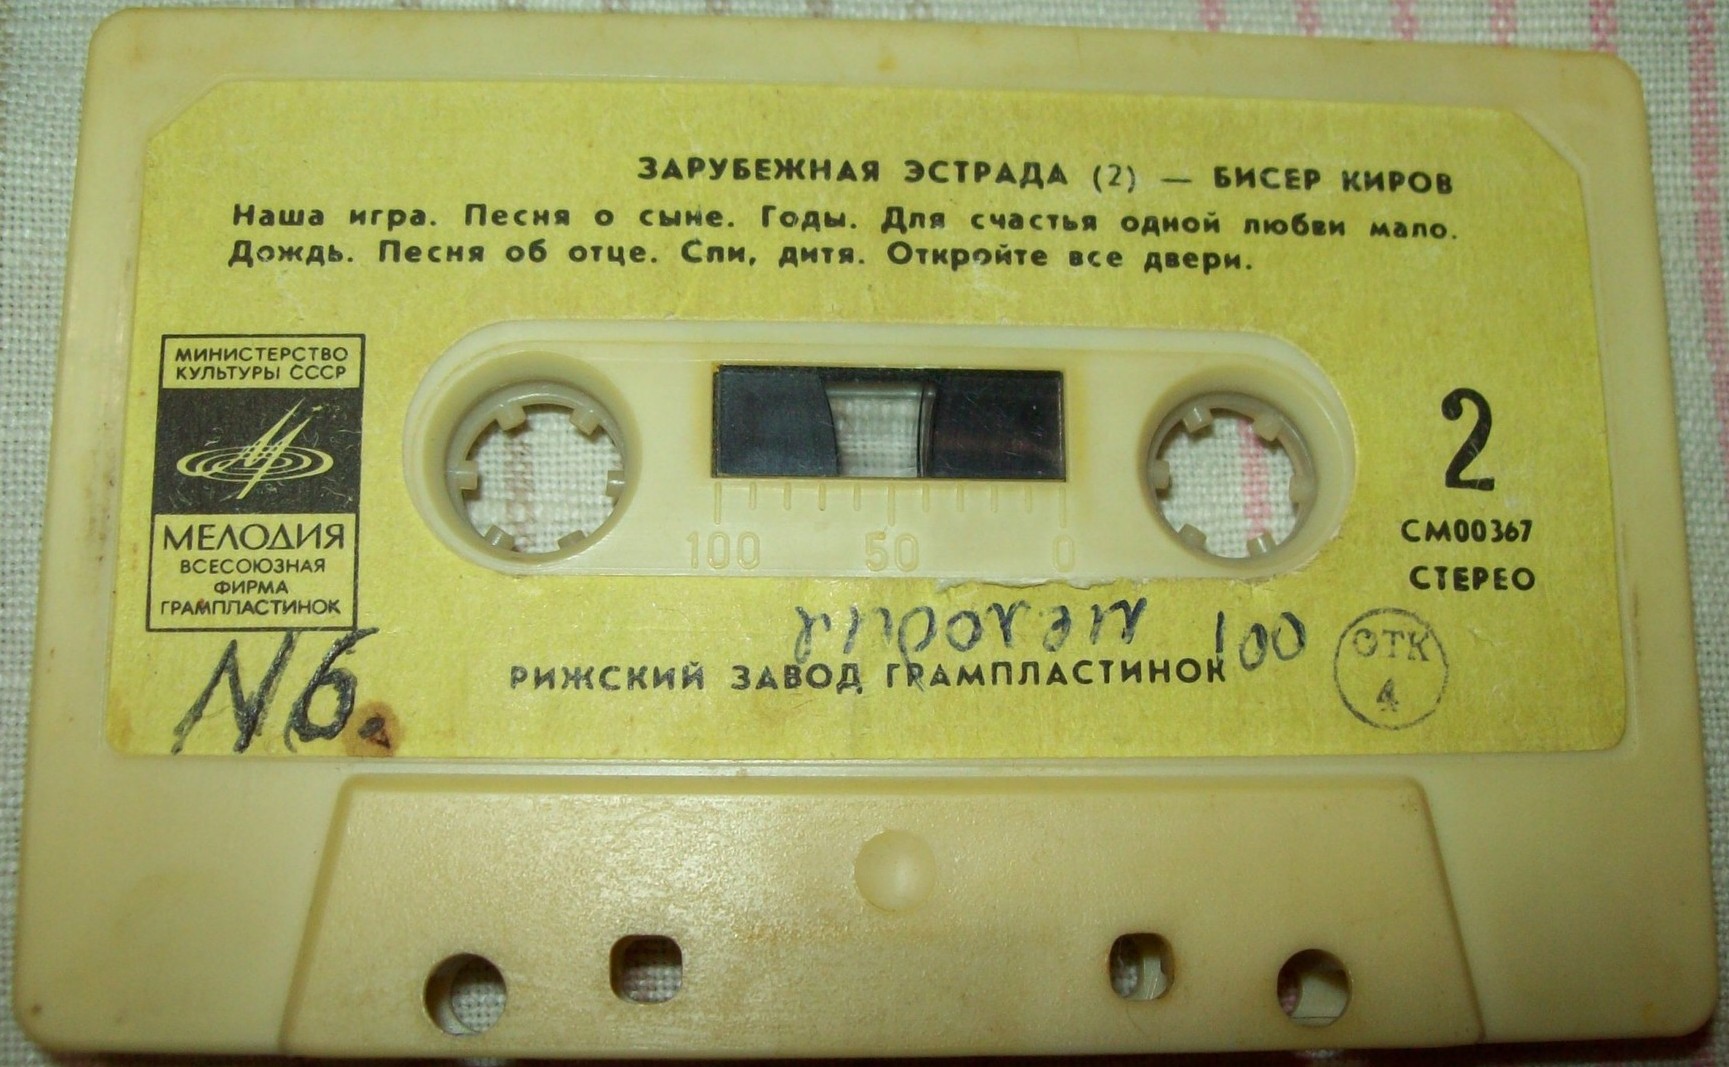 ЗАРУБЕЖНАЯ ЭСТРАДА (2) — БИСЕР КИРОВ
Наша игра. Песня о сыне. Годы. Для счастья одной любви мало.
Дождь. Песня об отце. Спи, дитя. Откройте все двери.
МИНИСТЕРСТВО
КУЛЬТУРЫ СССР
МЕЛОДИЯ
ВСЕСОЮЗНАЯ
ФИРМА
ГРАМПЛАСТИНОК
100 50 0
2
СМ00367
СТЕРЕО
мелодия 100
РИЖСКИЙ ЗАВОД ГРАМПЛАСТИНОК
ОТК
4
N6.